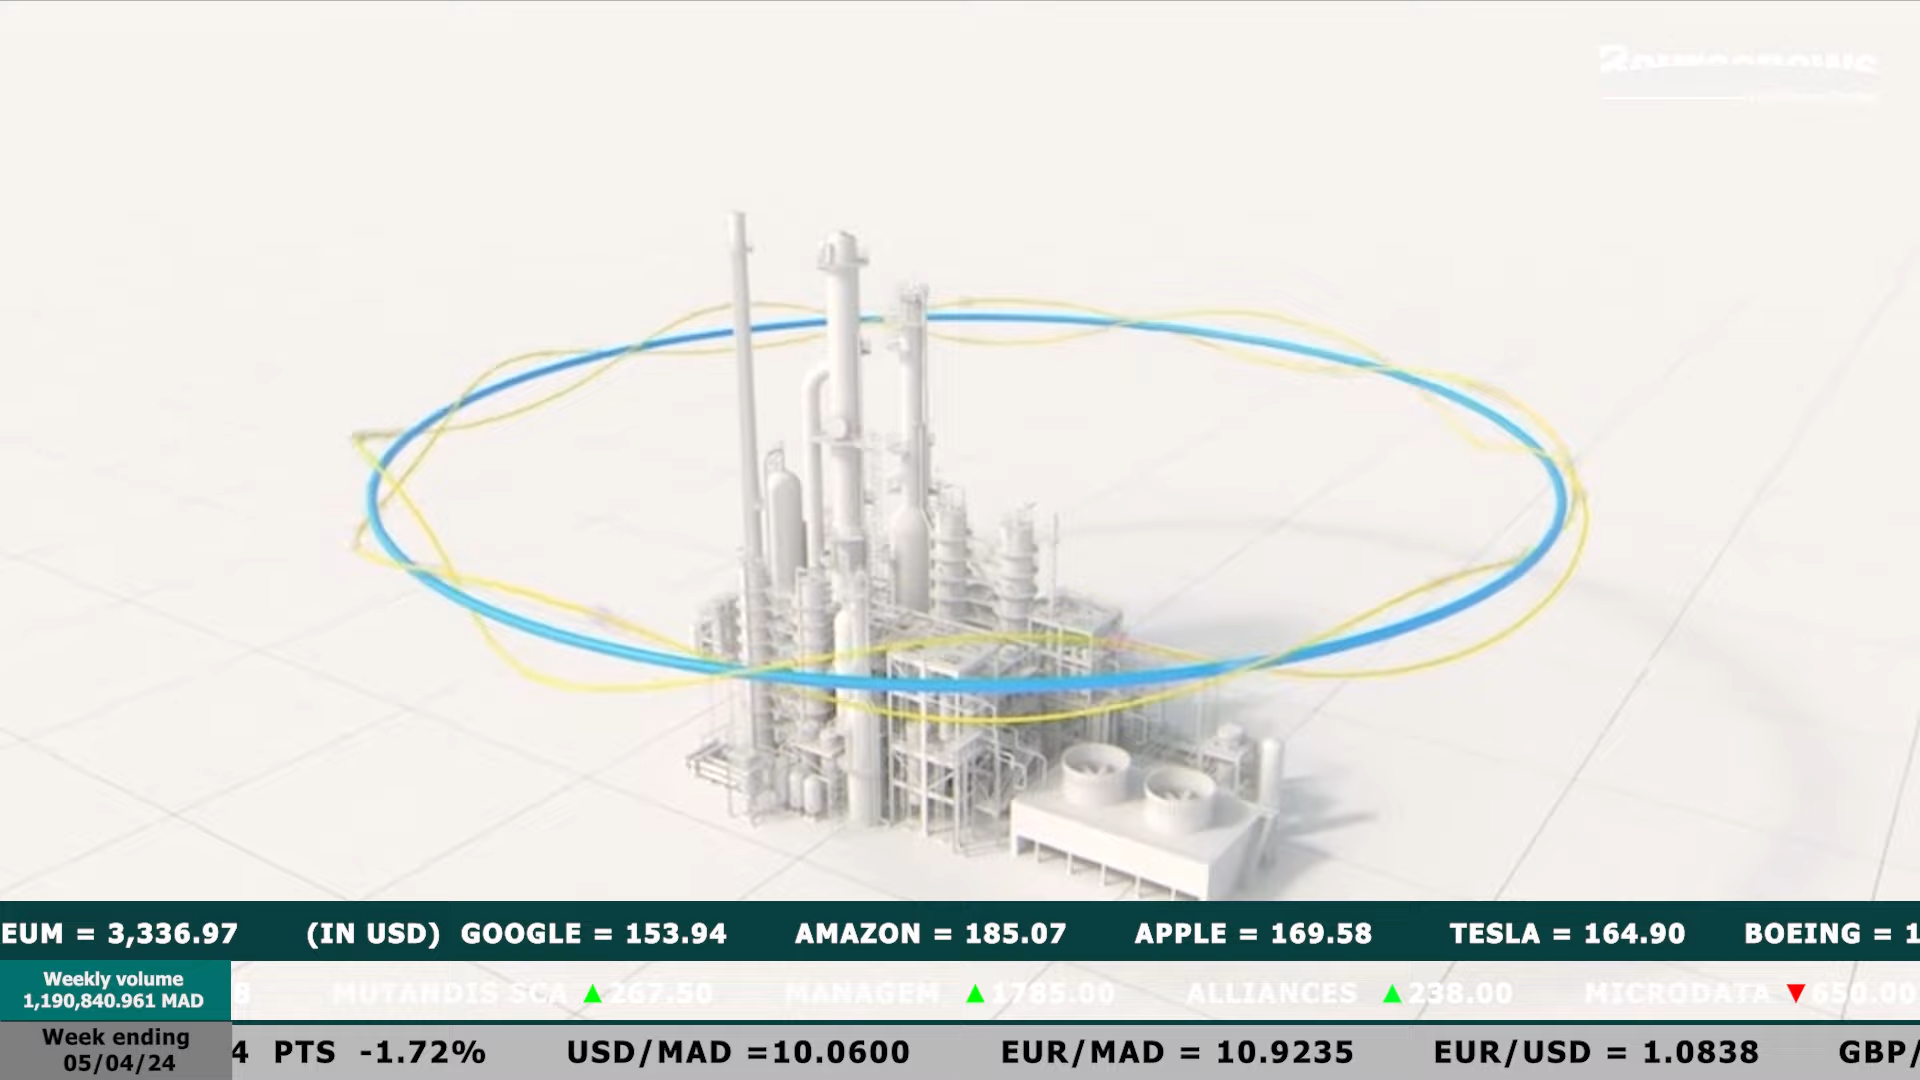 EUM = 3,336.97 (IN USD) GOOGLE = 153.94 AMAZON = 185.07 APPLE = 169.58 TESLA = 164.90 BOEING = 1
Weekly volume
1,190,840.961 MAD
8 MUTANDIS SCA ▲267.50 MANAGEM ▲1785.00 ALLIANCES ▲238.00 MICRODATA ▼650.00
Week ending
05/04/24
4 PTS -1.72% USD/MAD =10.0600 EUR/MAD = 10.9235 EUR/USD = 1.0838 GBP/